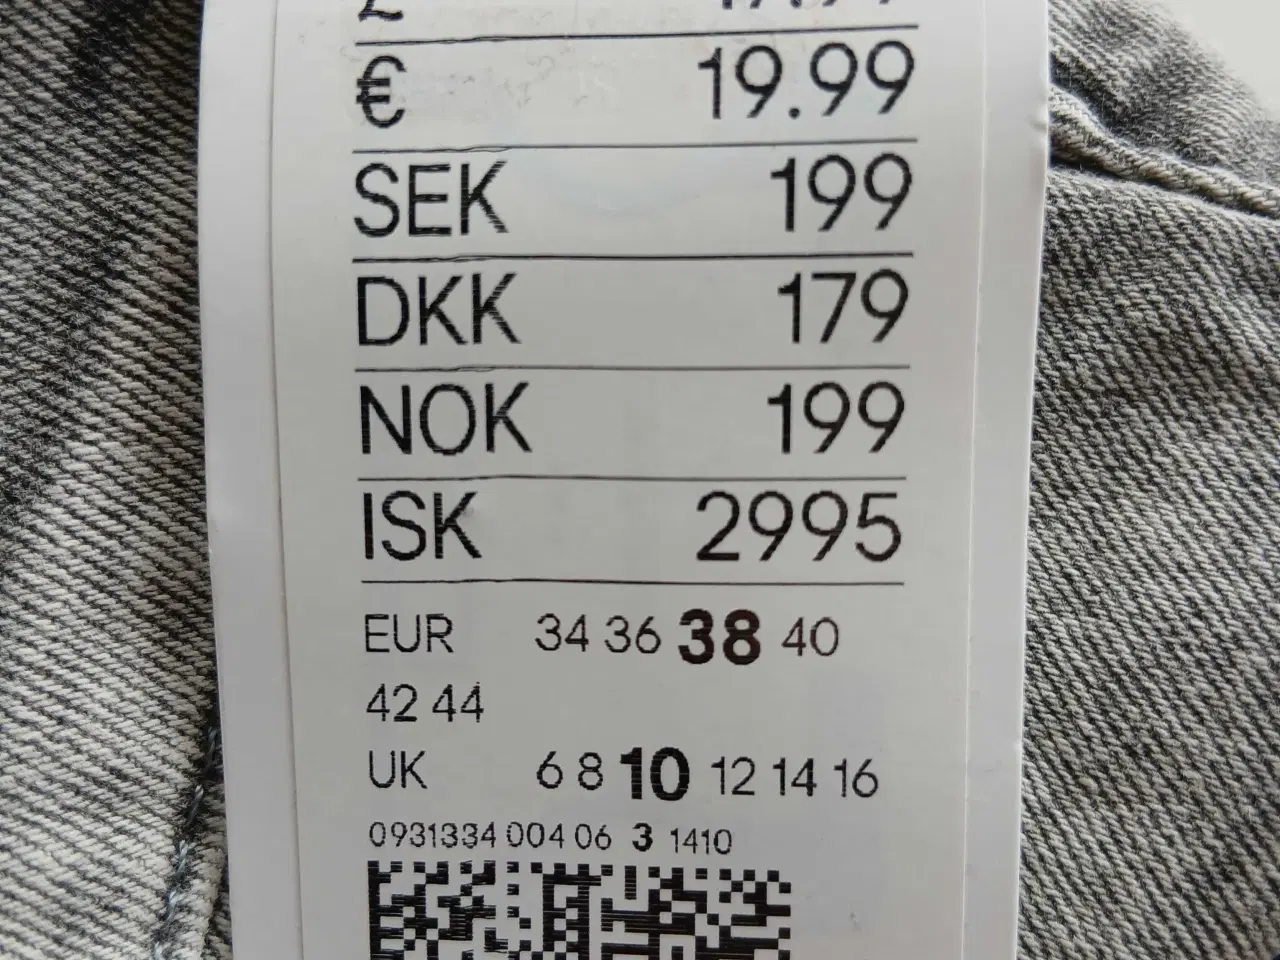 £
€ 19.99
SEK 199
DKK 179
NOK 199
ISK 2995
EUR 34 36 38 40
42 44
UK 6 8 10 12 14 16
0931334 004 06 3 1410